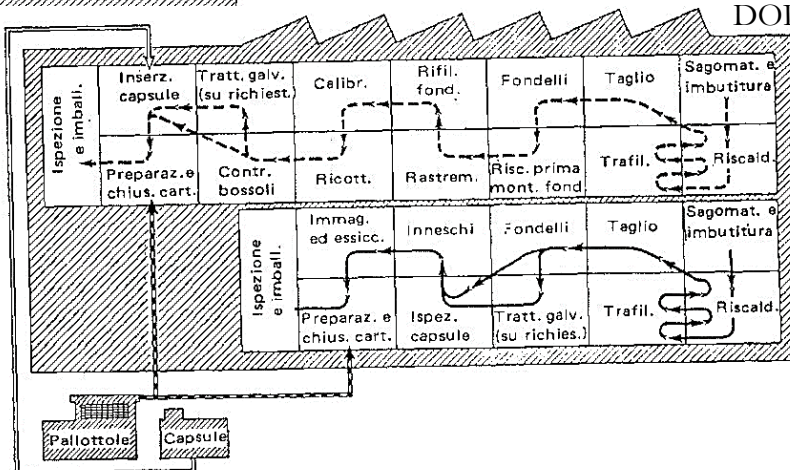 DOI
Inserz.
capsule
Tratt. galv.
(su richiest.)
Calibr.
Rifil.
fond.
Fondelli
Taglio
Sagomat. e
imbutitura
Ispezione
e imball.
Preparaz. e
chius. cart.
Contr.
bossoli
Ricott.
Rastrem.
Risc. prima
mont. fond
Trafil.
Riscald.
Immag.
ed essicc.
Inneschi
Fondelli
Taglio
Sagomat. e
imbutitura
Ispezione
e imball.
Preparaz. e
chius. cart.
Ispez.
capsule
Tratt. galv.
(su richies.)
Trafil.
Riscald.
Pallottole
Capsule